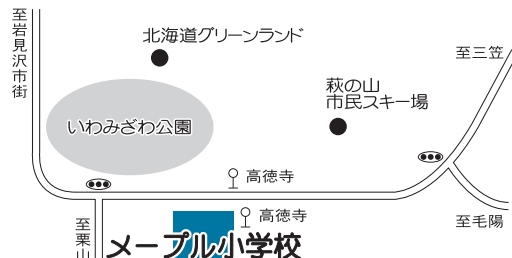 至岩見沢市街
北海道グリーンランド
至三笠
萩の山
市民スキー場
いわみざわ公園
高徳寺
高徳寺
至毛陽
至栗山
メープル小学校